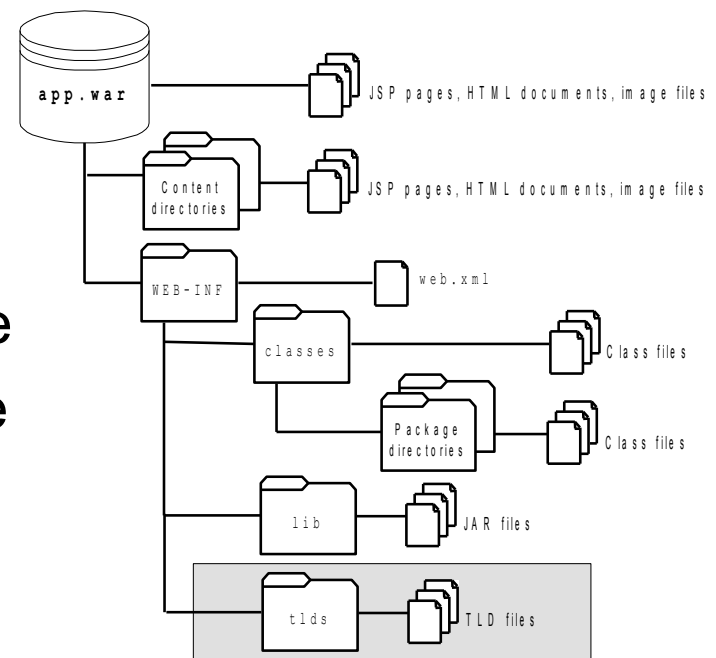 app.war
JSP pages, HTML documents, image files
Content
directories
JSP pages, HTML documents, image files
WEB-INF
web.xml
e
e
classes
Class files
Package
directories
Class files
lib
JAR files
tlds
TLD files